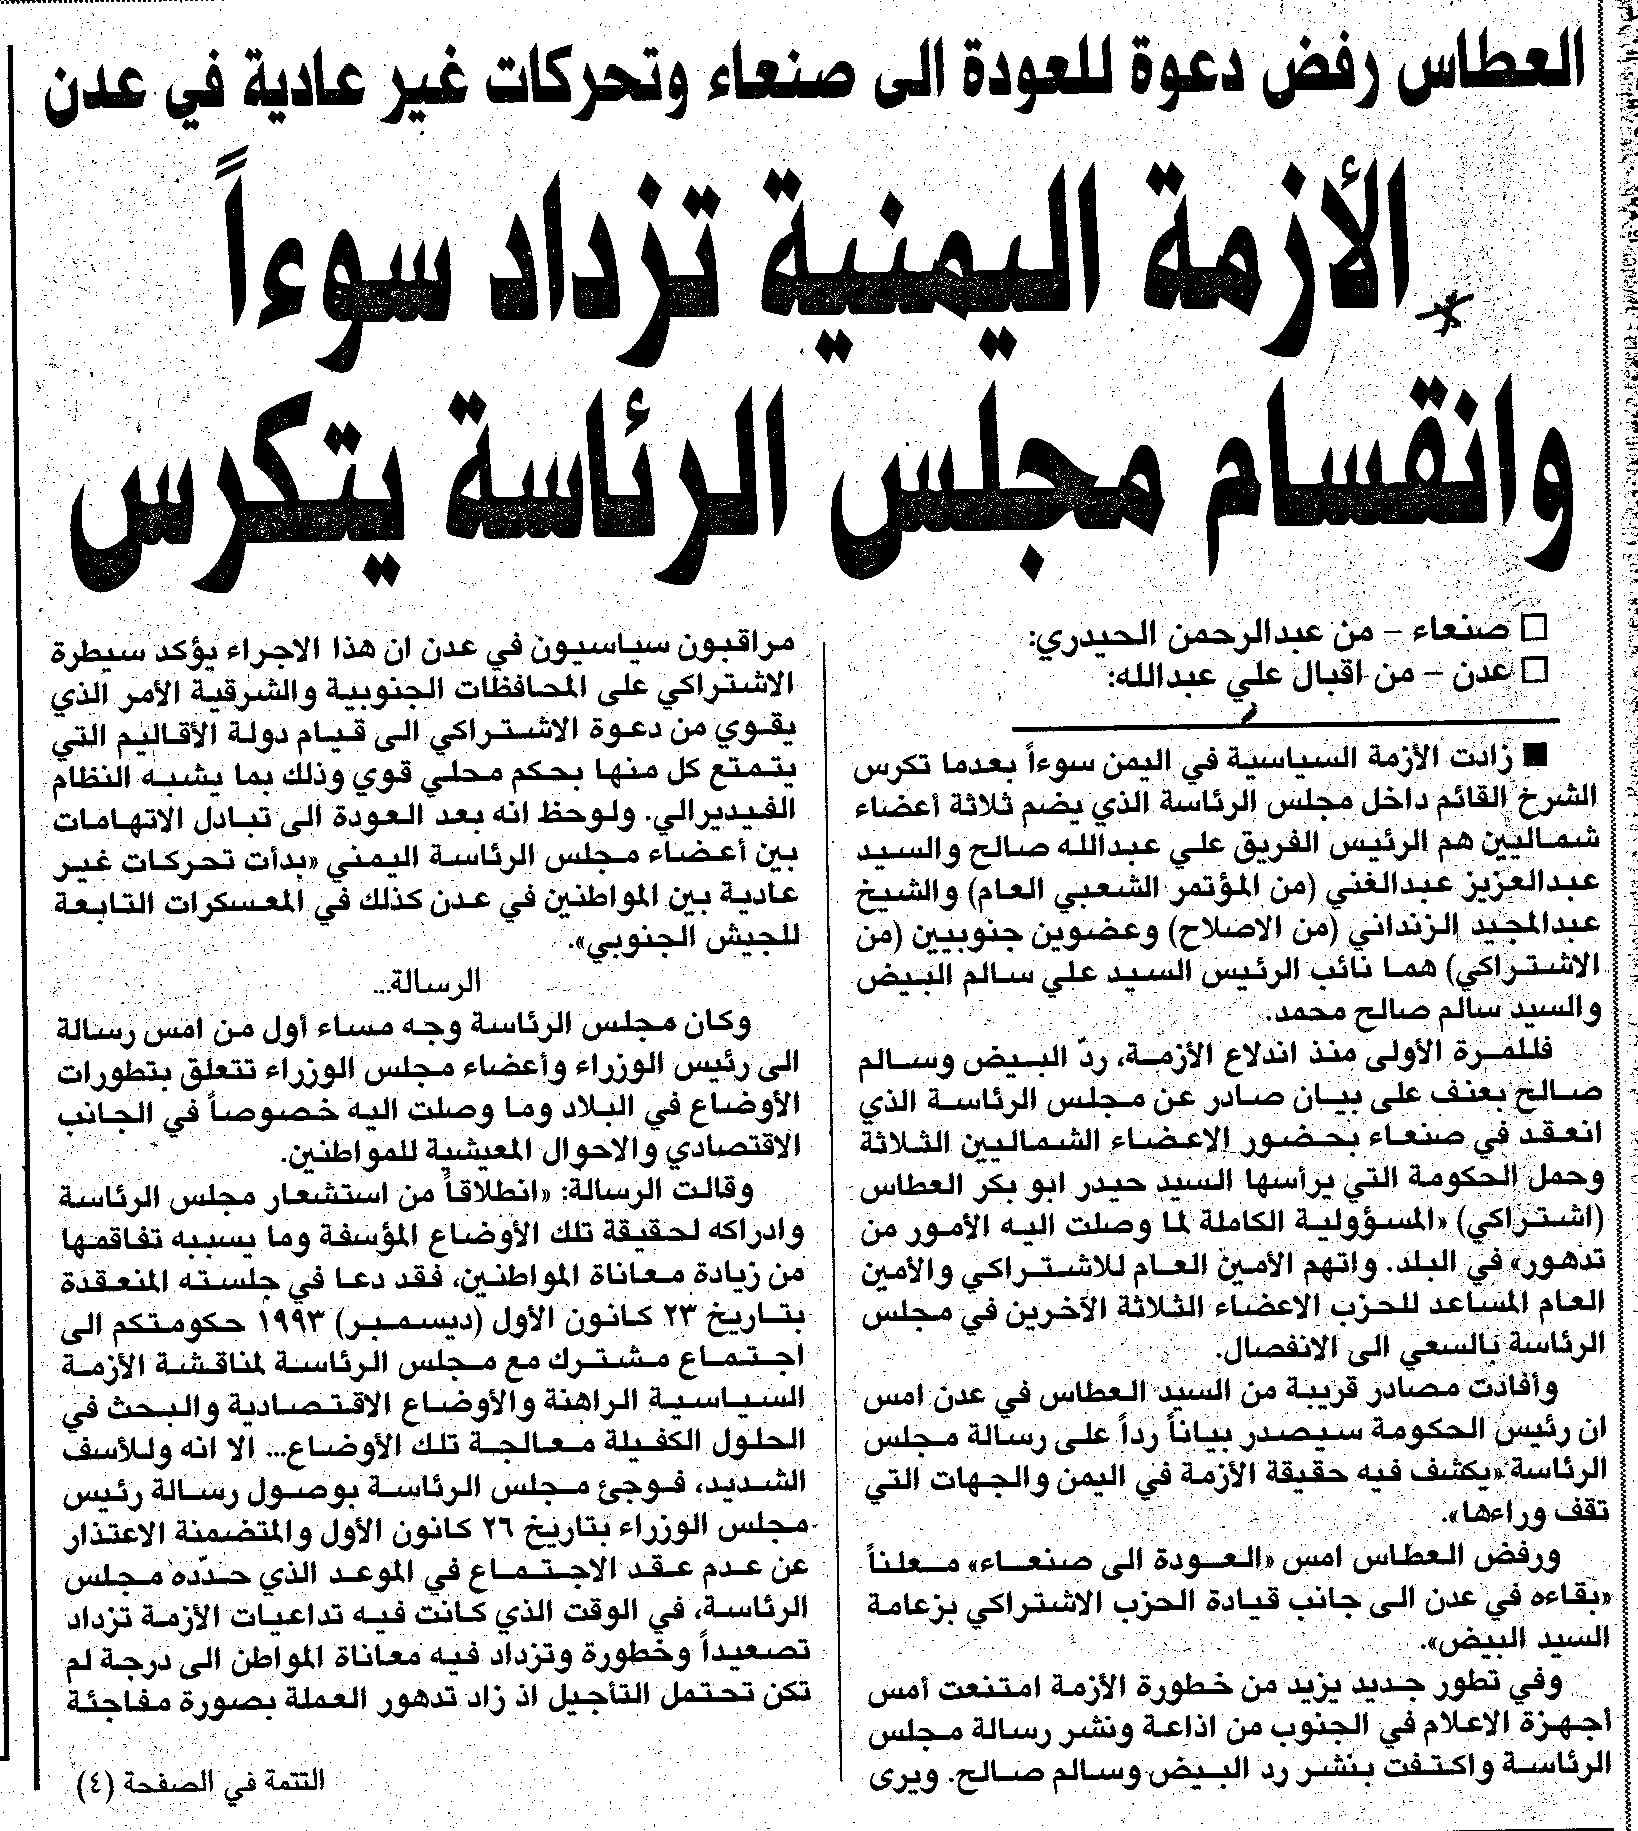 العطاس رفض دعوة للعودة الى صنعاء وتحركات غير عادية في عدن
الأزمة اليمنية تزداد سوءاً
وانقسام مجلس الرئاسة يتكرس
□ صنعاء – من عبدالرحمن الحيدري:
□ عدن – من اقبال علي عبدالله:
■ زادت الأزمة السياسية في اليمن سوءاً بعدما تكرس
الشرخ القائم داخل مجلس الرئاسة الذي يضم ثلاثة أعضاء
شماليين هم الرئيس الفريق علي عبدالله صالح والسيد
عبدالعزيز عبدالغني (من المؤتمر الشعبي العام) والشيخ
عبدالمجيد الزنداني (من الاصلاح) وعضوين جنوبيين (من
الاشتراكي) هما نائب الرئيس السيد علي سالم البيض
والسيد سالم صالح محمد.
فللمرة الأولى منذ اندلاع الأزمة، ردّ البيض وسالم
صالح بعنف على بيان صادر عن مجلس الرئاسة الذي
انعقد في صنعاء بحضور الاعضاء الشماليين الثلاثة
وحمل الحكومة التي يرأسها السيد حيدر ابو بكر العطاس
(اشتراكي) «المسؤولية الكاملة لما وصلت اليه الأمور من
تدهور» في البلد. واتهم الأمين العام للاشتراكي والأمين
العام المساعد للحزب الاعضاء الثلاثة الآخرين في مجلس
الرئاسة بالسعي الى الانفصال.
وأفادت مصادر قريبة من السيد العطاس في عدن امس
ان رئيس الحكومة سيصدر بياناً رداً على رسالة مجلس
الرئاسة «يكشف فيه حقيقة الأزمة في اليمن والجهات التي
تقف وراءها».
ورفض العطاس امس «العودة الى صنعاء» معلناً
«بقاءه في عدن الى جانب قيادة الحزب الاشتراكي بزعامة
السيد البيض».
وفي تطور جديد يزيد من خطورة الأزمة امتنعت أمس
أجهزة الاعلام في الجنوب من اذاعة ونشر رسالة مجلس
الرئاسة واكتفت بنشر رد البيض وسالم صالح. ويرى
مراقبون سياسيون في عدن ان هذا الاجراء يؤكد سيطرة
الاشتراكي على المحافظات الجنوبية والشرقية الأمر الذي
يقوي من دعوة الاشتراكي الى قيام دولة الأقاليم التي
يتمتع كل منها بحكم محلي قوي وذلك بما يشبه النظام
الفيديرالي. ولوحظ انه بعد العودة الى تبادل الاتهامات
بين أعضاء مجلس الرئاسة اليمني «بدأت تحركات غير
عادية بين المواطنين في عدن كذلك في المعسكرات التابعة
للجيش الجنوبي».
الرسالة...
وكان مجلس الرئاسة وجه مساء أول من امس رسالة
الى رئيس الوزراء وأعضاء مجلس الوزراء تتعلق بتطورات
الأوضاع في البلاد وما وصلت اليه خصوصاً في الجانب
الاقتصادي والاحوال المعيشية للمواطنين.
وقالت الرسالة: «انطلاقاً من استشعار مجلس الرئاسة
وادراكه لحقيقة تلك الأوضاع المؤسفة وما يسببه تفاقمها
من زيادة معاناة المواطنين، فقد دعا في جلسته المنعقدة
بتاريخ ٢٣ كانون الأول (ديسمبر) ١٩٩٣ حكومتكم الى
اجتماع مشترك مع مجلس الرئاسة لمناقشة الأزمة
السياسية الراهنة والأوضاع الاقتصادية والبحث في
الحلول الكفيلة معالجة تلك الأوضاع... الا انه وللأسف
الشديد، فوجئ مجلس الرئاسة بوصول رسالة رئيس
مجلس الوزراء بتاريخ ٢٦ كانون الأول والمتضمنة الاعتذار
عن عدم عقد الاجتماع في الموعد الذي حدّده مجلس
الرئاسة، في الوقت الذي كانت فيه تداعيات الأزمة تزداد
تصعيداً وخطورة وتزداد فيه معاناة المواطن الى درجة لم
تكن تحتمل التأجيل اذ زاد تدهور العملة بصورة مفاجئة
التتمة في الصفحة (٤)